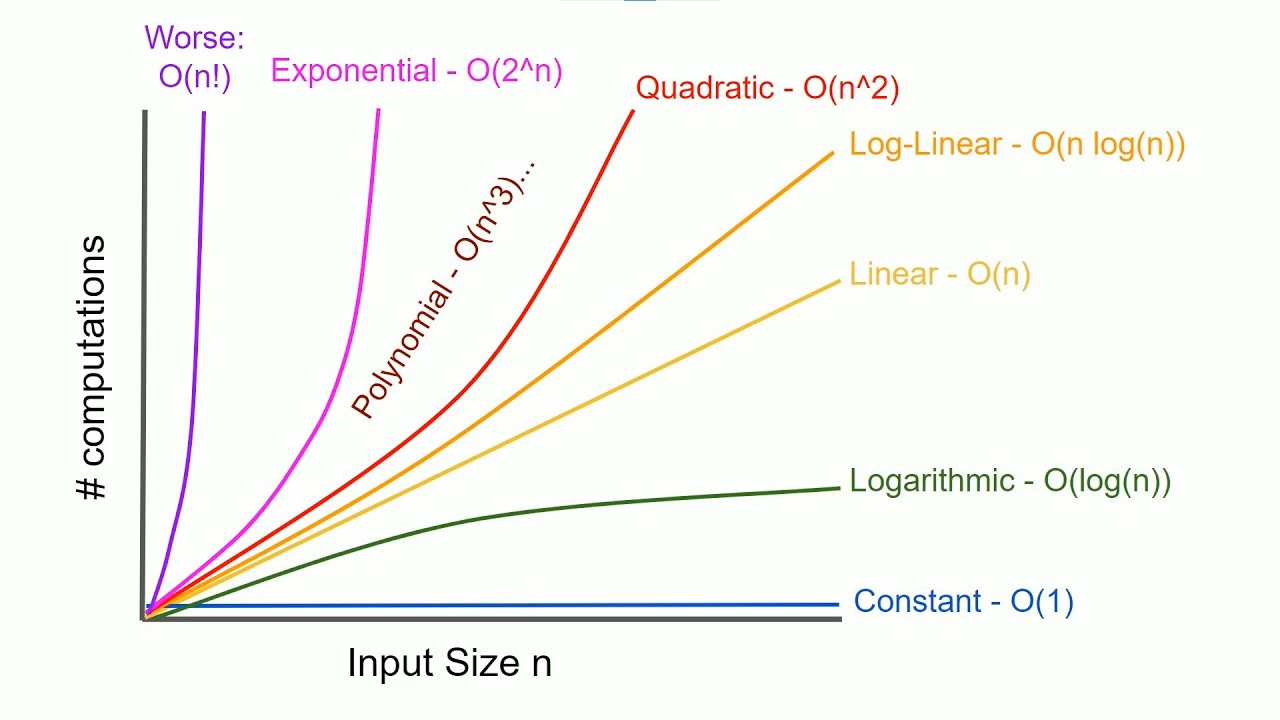 Worse:
O(n!)
Exponential - O(2^n)
Quadratic - O(n^2)
Log-Linear - O(n log(n))
Polynomial - O(n^3)...
Linear - O(n)
# computations
Logarithmic - O(log(n))
Constant - O(1)
Input Size n